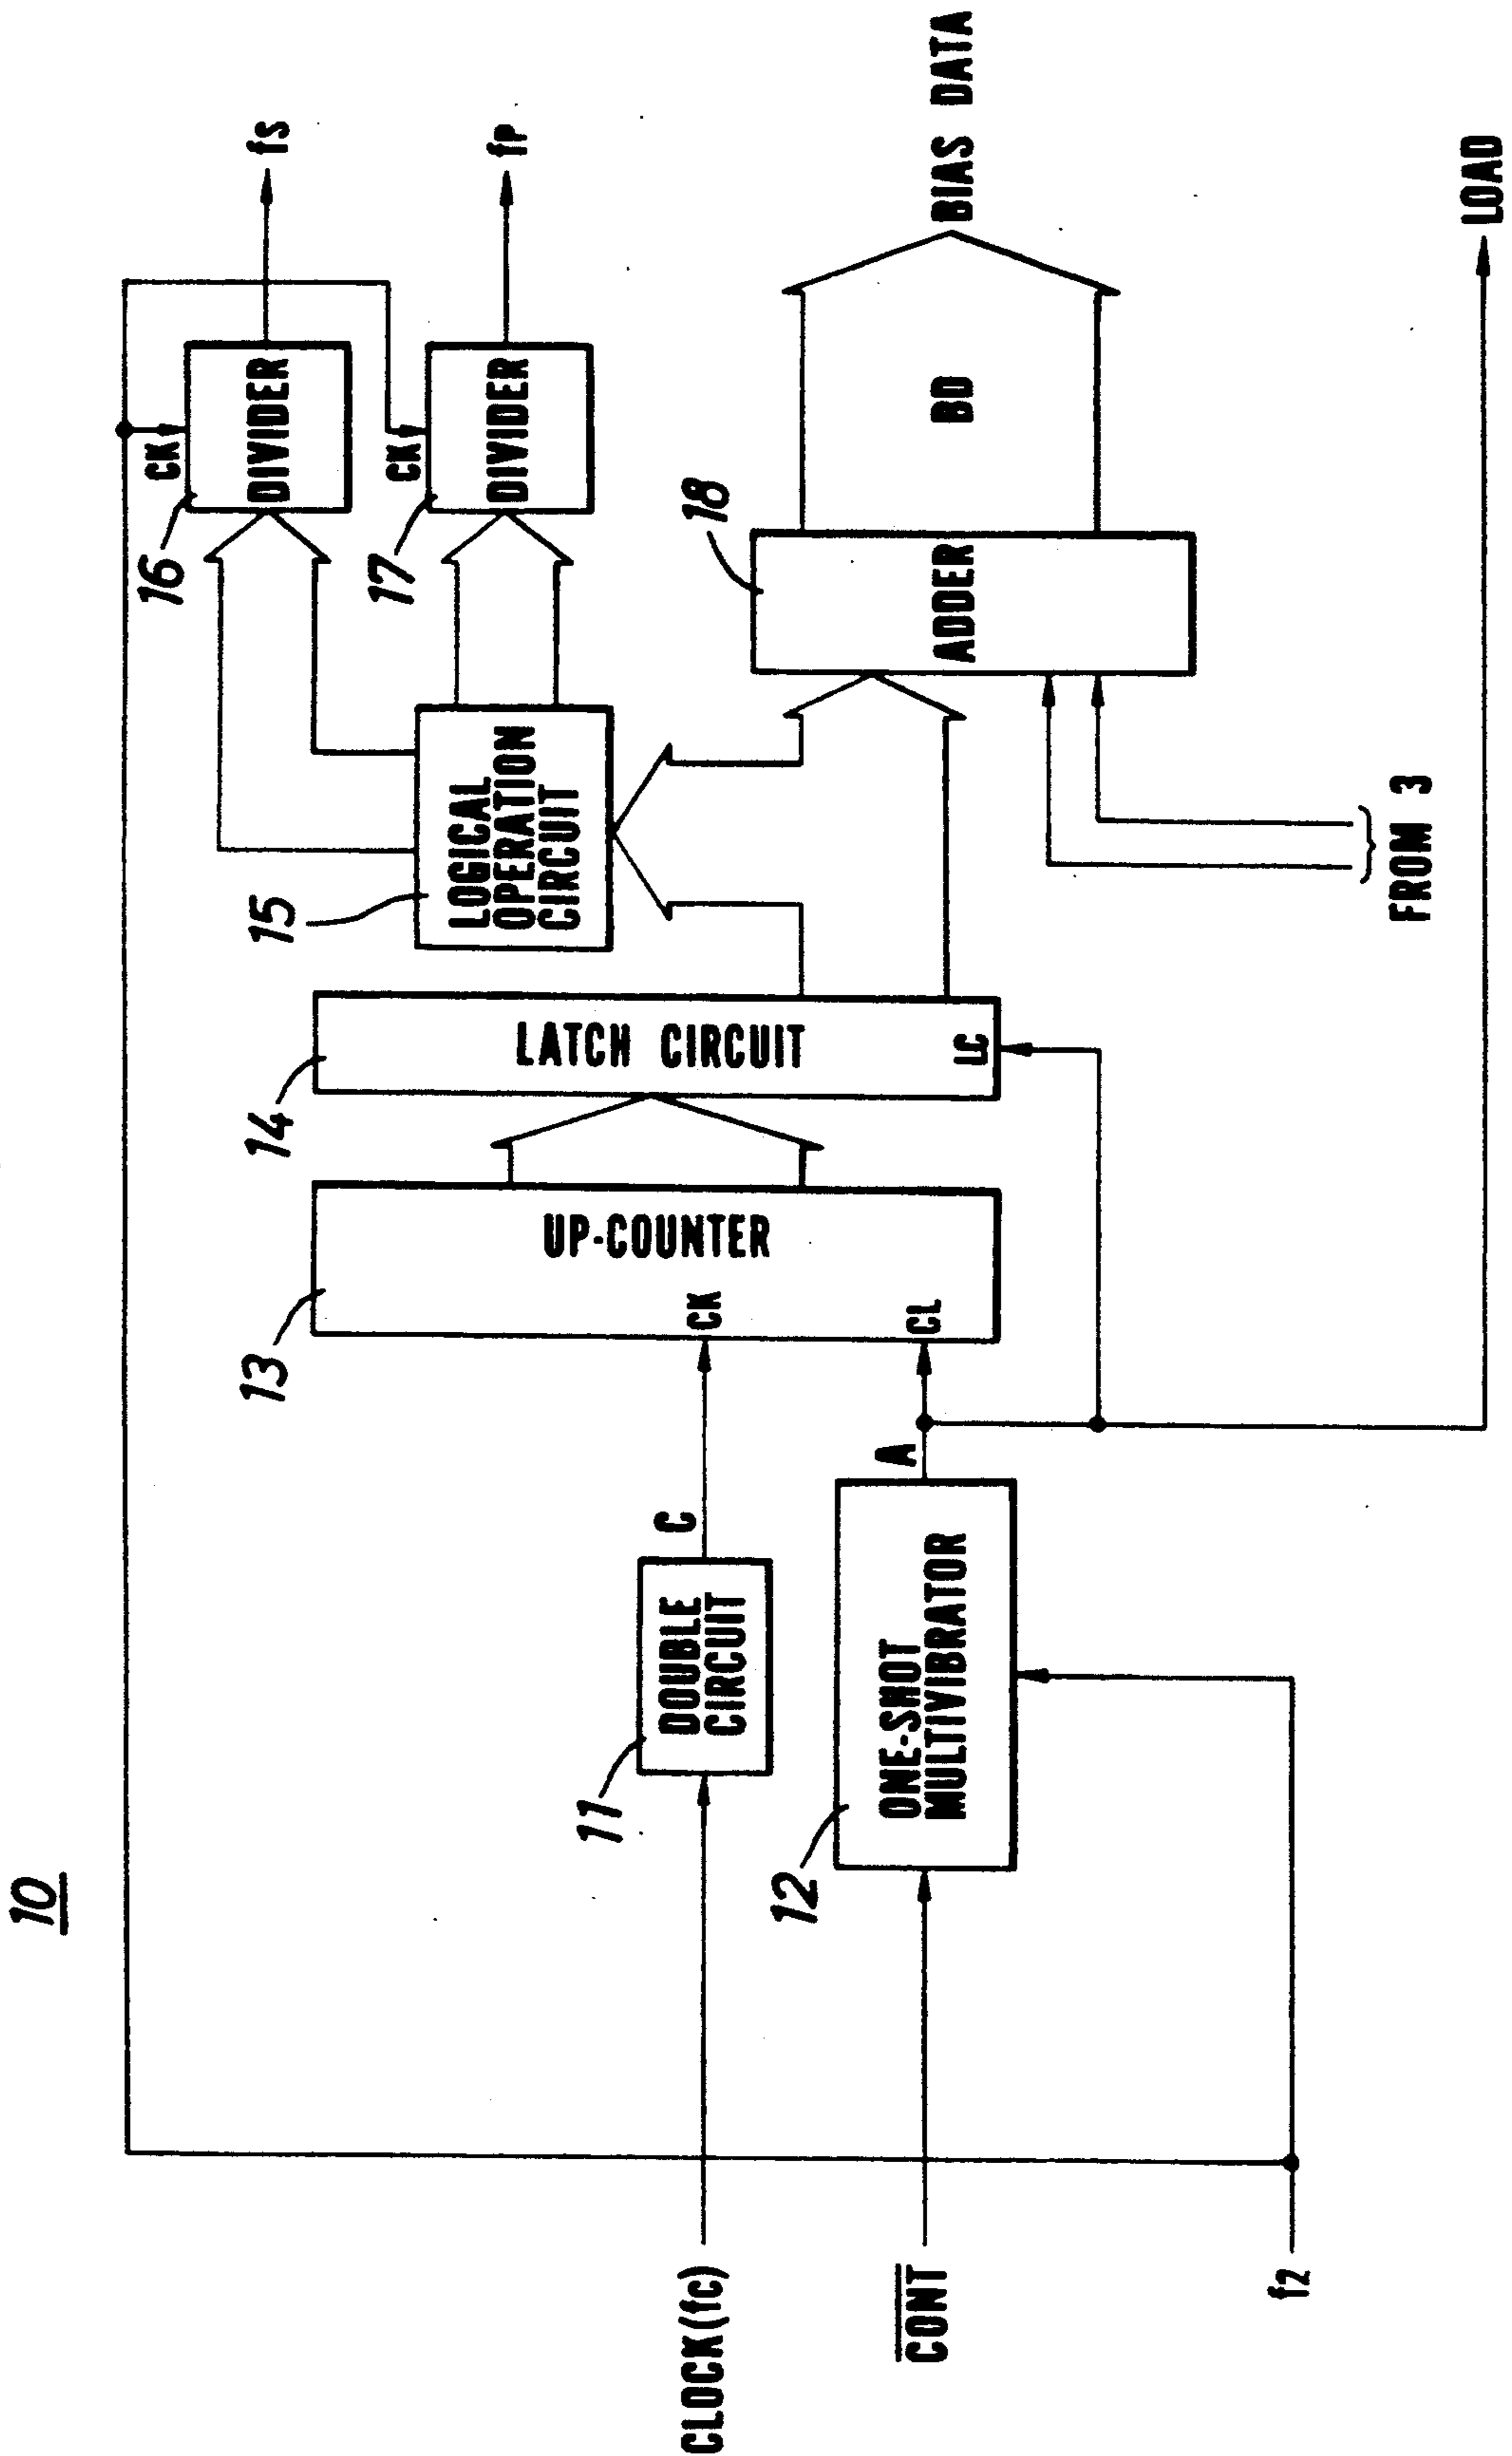 10
16
CK
DIVIDER
fS
17
CK
DIVIDER
fP
15
LOGICAL
OPERATION
CIRCUIT
14
LATCH CIRCUIT
LC
13
UP-COUNTER
CK
CL
18
ADDER
BD
BIAS DATA
11
DOUBLE
CIRCUIT
C
CLOCK(fC)
12
ONE-SHOT
MULTIVIBRATOR
A
CONT
FROM 3
f2
LOAD